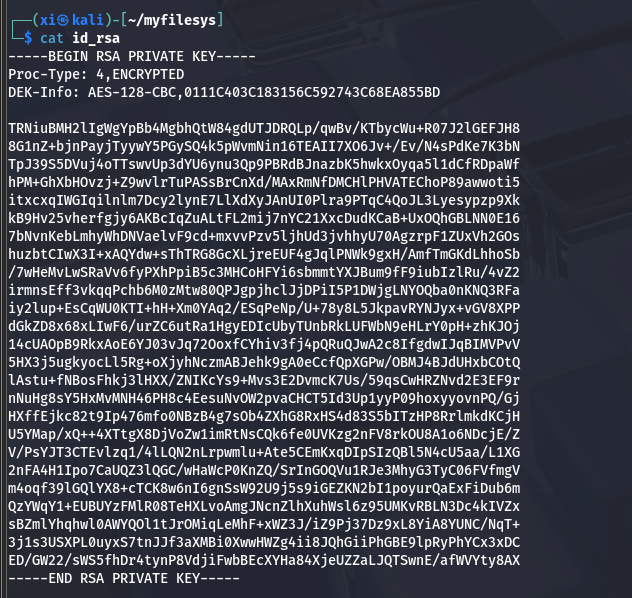 ┌──(xi㉿kali)-[~/myfilesys]
└─$ cat id_rsa
-----BEGIN RSA PRIVATE KEY-----
Proc-Type: 4,ENCRYPTED
DEK-Info: AES-128-CBC,0111C403C183156C592743C68EA855BD
TRNiuBMH2lIgWgYpBb4MgbhQtW84gdUTJDRQLp/qwBv/KTbycWu+R07J2lGEFJH8
8G1nZ+bjnPayjTyywY5PGySQ4k5pWvmNin16TEAII7XO6Jv+/Ev/N4sPdKe7K3bN
TpJ39S5DVuj4oTTswvUp3dYU6ynu3Qp9PBRdBJnazbK5hwkxOyqa5l1dCfRDpaWf
hPM+GhXbHOvzj+Z9wvlrTuPASsBrCnXd/MAxRmNfDMCHlPHVATEChoP89awwoti5
itxcxqIWGIqilnlm7Dcy2lynE7LlXdXyJAnUI0Plra9PTqC4QoJL3Lyesypzp9Xk
kB9Hv25vherfgjy6AKBcIqZuALtFL2mij7nYC21XxcDudKCaB+UxOQhGBLNN0E16
7bNvnKebLmhyWhDNVaelvF9cd+mxvvPzv5ljhUd3jvhhyU70AgzrpF1ZUxVh2GOs
huzbtCIwX3I+xAQYdw+sThTRG8GcXLjreEUF4gJqlPNWk9gxH/AmfTmGKdLhhoSb
/7wHeMvLwSRaVv6fyPXhPpiB5c3MHCoHFYi6sbmmtYXJBum9fF9iubIzlRu/4vZ2
irmnsEff3vkqqPchb6M0zMtw80QPJgpjhclJjDPiI5P1DWjgLNYOQba0nKNQ3RFa
iy2lup+EsCqWU0KTI+hH+Xm0YAq2/ESqPeNp/U+78y8L5JkpavRYNJyx+vGV8XPP
dGkZD8x68xLIwF6/urZC6utRa1HgyEDIcUbyTUnbRkLUFWbN9eHLrY0pH+zhKJOj
14cUAOpB9RkxAoE6YJ03vJq72OoxfCYhiv3fj4pQRuQJwA2c8IfgdwIJqBIMVPvV
5HX3j5ugkyocLl5Rg+oXjyhNczmABJehk9gA0eCcfQpXGPw/OBMJ4BJdUHxbCOtQ
lAstu+fNBosFhkj3lHXX/ZNIKcYs9+Mvs3E2DvmcK7Us/59qsCwHRZNvd2E3EF9r
nNuHg8sY5HxMvMNH46PH8c4EesuNvOW2pvaCHCT5Id3Up1yyP09hoxyyovnPQ/Gj
HXffEjkc82t9Ip476mfo0NBzB4g7sOb4ZXhG8RxHS4d83S5bITzHP8RrlmkdKCjH
U5YMap/xQ++4XTtgX8DjVoZw1imRtNsCQk6fe0UVKzg2nFV8rkOU8A1o6NDcjE/Z
V/PsYJT3CTEvlzq1/4lLQN2nLrpwmlu+Ate5CEmKxqDIpSIzQBl5N4cU5aa/L1XG
2nFA4H1Ipo7CaUQZ3lQGC/wHaWcP0KnZQ/SrInGOQVu1RJe3MhyG3TyC06FVfmgV
m4oqf39lGQlYX8+cTCK8w6nI6gnSsW92U9j5s9iGEZKN2bI1poyurQaExFiDub6m
QzYWqY1+EUBUYzFMlR08TeHXLvoAmgJNcnZlhXuhWsl6z95UMKvRBLN3Dc4kIVZx
sBZmlYhqhwl0AWYQOl1tJrOMiqLeMhF+xWZ3J/iZ9Pj37Dz9xL8YiA8YUNC/NqT+
3j1s3USXPL0uyxS7tnJJf3aXMBi0XwwHWZg4ii8JQhGiiPhGBE9lpRyPhYCx3xDC
ED/GW22/sWS5fhDr4tynP8VdjiFwbBEcXYHa84XjeUZZaLJQTSwnE/afWVYty8AX
-----END RSA PRIVATE KEY-----